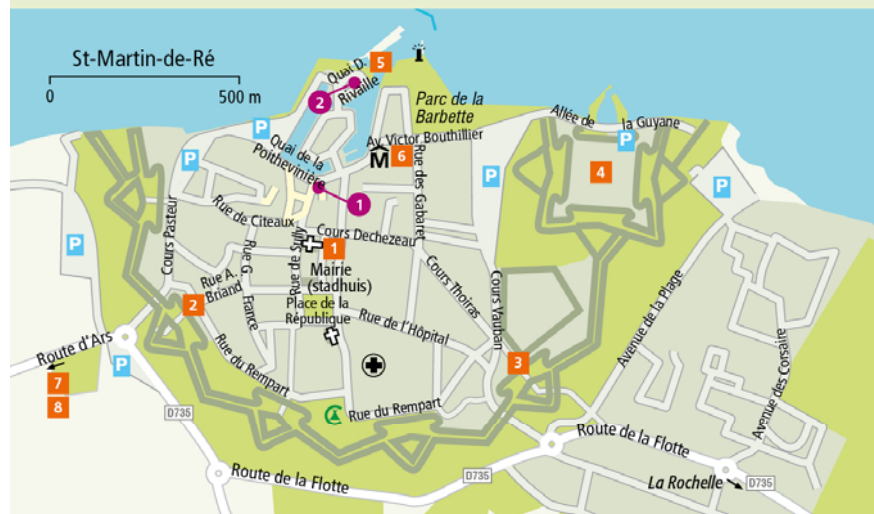 St-Martin-de-Ré
0 500 m
Quai D.
Rivaille
5
2
Parc de la
Barbette
Allée de la Guyane
P
P
P
P
P
P
P
Av. Victor Bouthillier
M
6
4
Quai de la
Poithevinière
Rue des Gabaret
1
Rue de Citeaux
Cours Pasteur
Cours Dechezeau
1
Rue de Sully
Rue G.
France
Rue A.
Briand
2
Mairie
(stadhuis)
Place de la
République
Cours Thoiras
Cours Vauban
Avenue de la Plage
Avenue des Corsaire
Rue de l'Hôpital
Route d'Ars
7
8
3
Rue du Rempart
Rue du Rempart
D735
Route de la Flotte
D735
Route de la Flotte
La Rochelle
D735